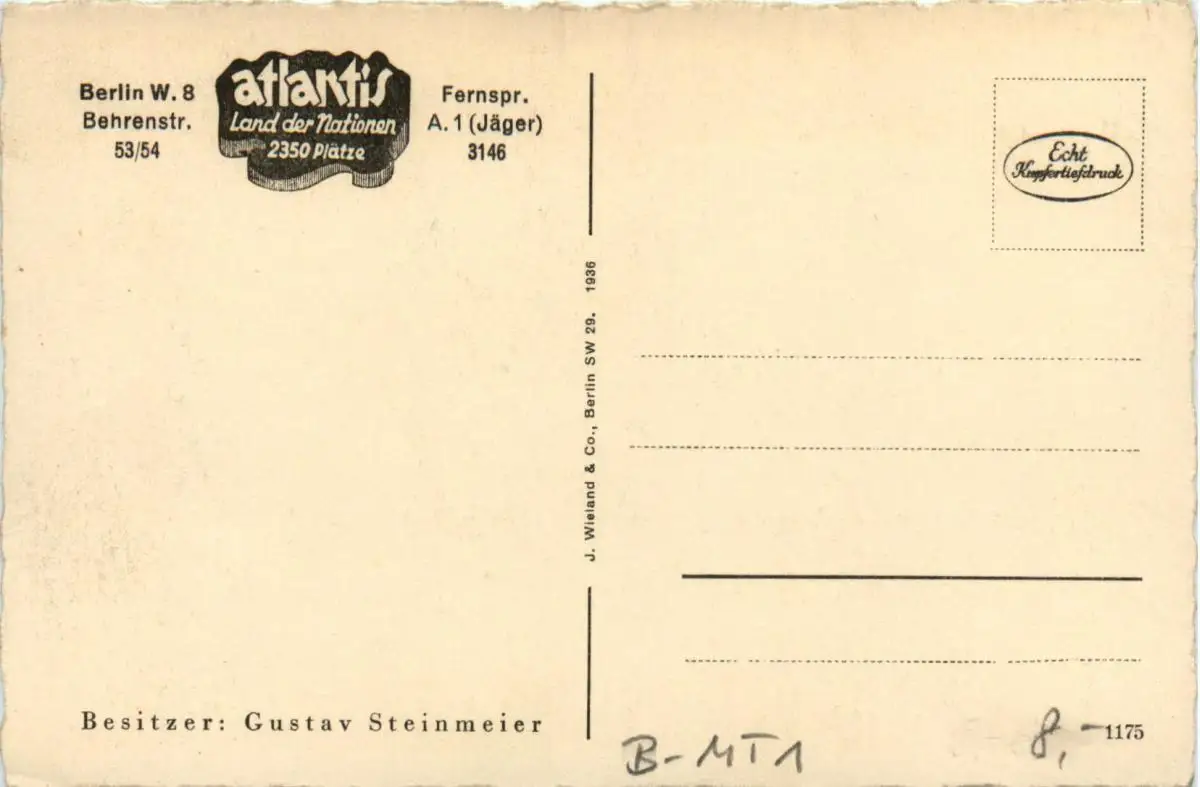 Berlin W. 8
Behrenstr.
53/54
atlantis
Land der Nationen
2350 Plätze
Fernspr.
A. 1 (Jäger)
3146
Echt
Kupfertiefdruck
J. Wieland & Co., Berlin SW 29. 1936
Besitzer: Gustav Steinmeier
B-MT1
8,-
1175